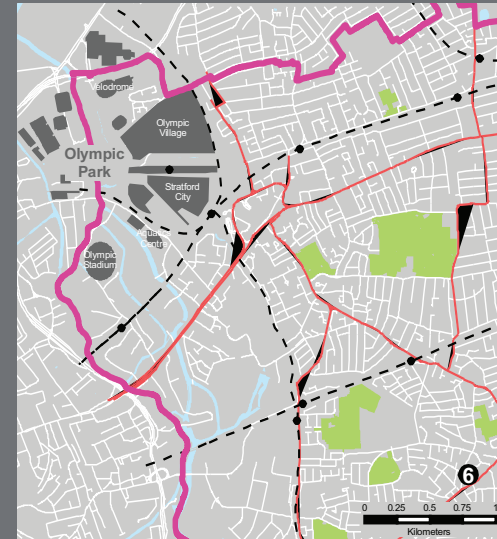 Velodrome
Olympic
Village
Olympic
Park
Stratford
City
Aquatic
Centre
Olympic
Stadium
6
0 0.25 0.5 0.75 1
Kilometers